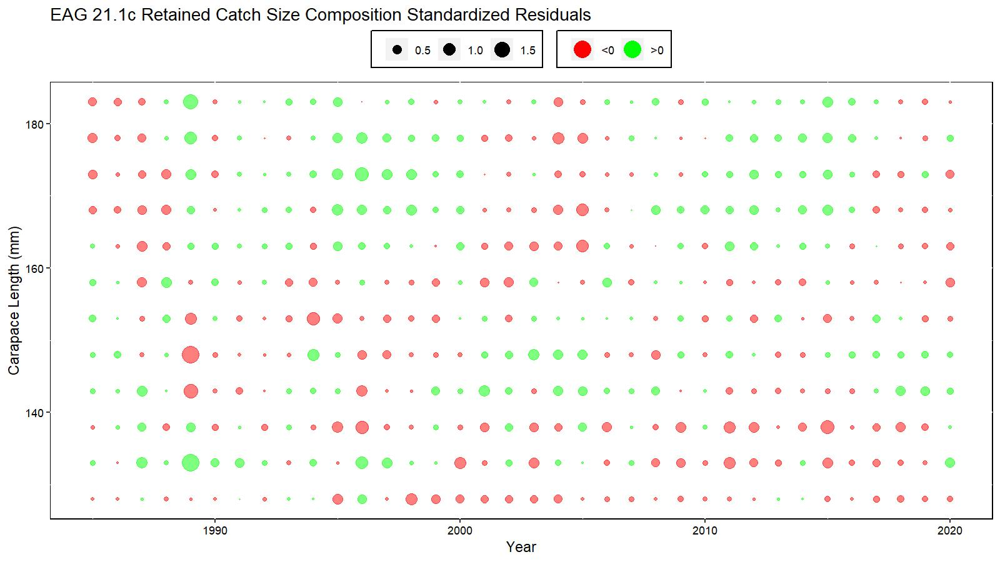 EAG 21.1c Retained Catch Size Composition Standardized Residuals
0.5 1.0 1.5 <0 >0
180
160
140
Carapace Length (mm)
1990 2000 2010 2020
Year